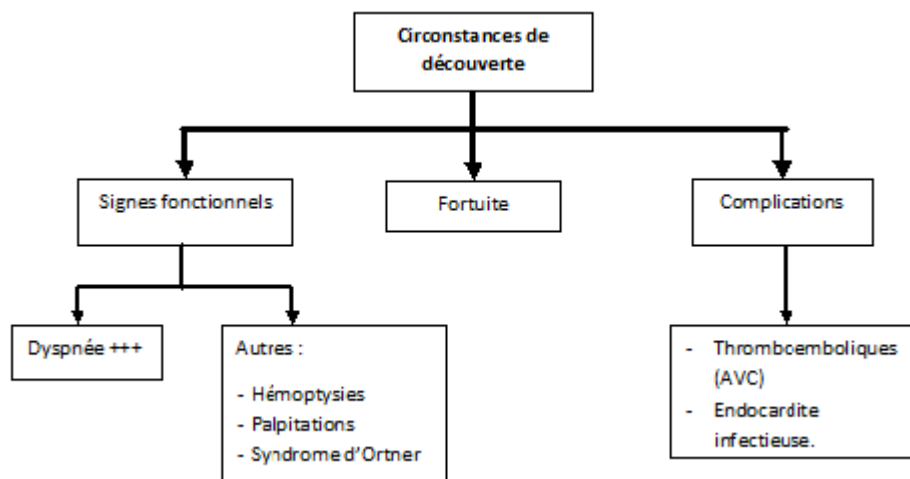 Circonstances de
découverte
Signes fonctionnels
Fortuite
Complications
Dyspnée +++
Autres :
- Hémoptysies
- Palpitations
- Syndrome d'Ortner
- Thromboemboliques
(AVC)
- Endocardite
infectieuse.